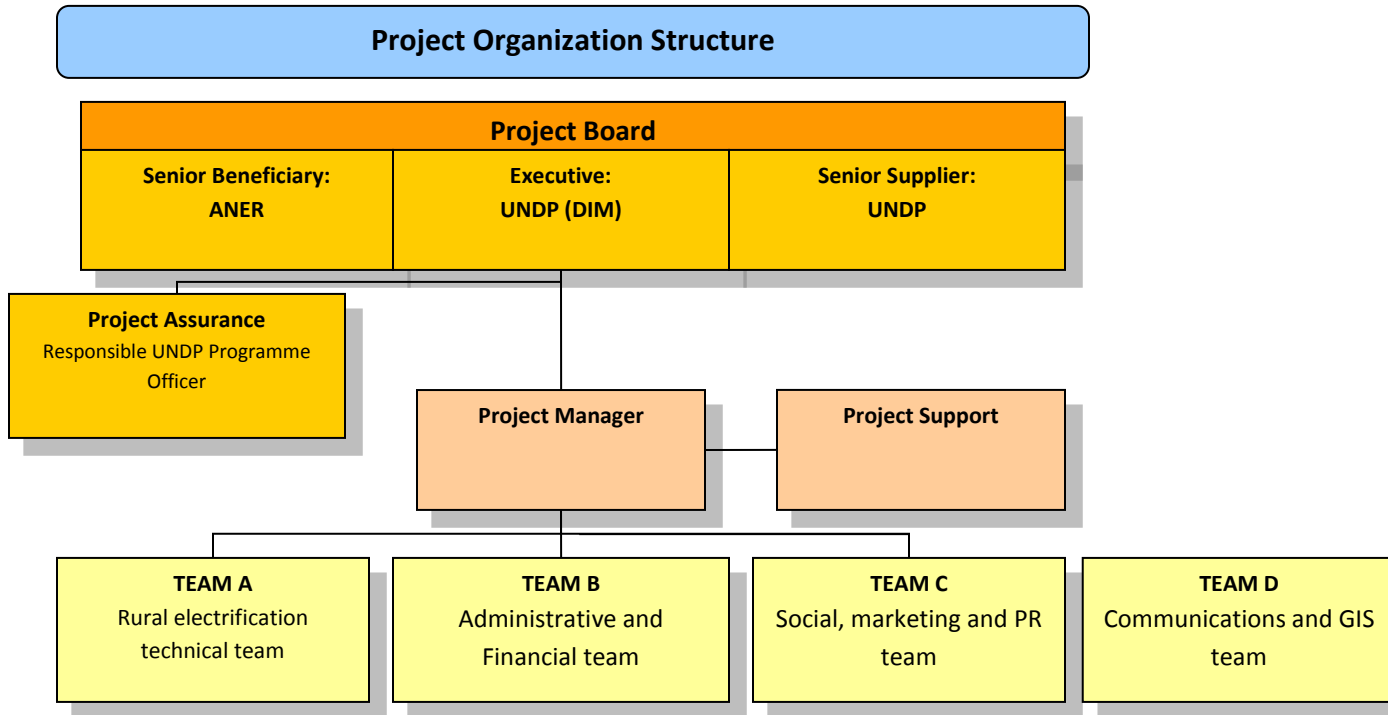 Project Organization Structure
Project Board
Senior Beneficiary:
ANER
Executive:
UNDP (DIM)
Senior Supplier:
UNDP
Project Assurance
Responsible UNDP Programme
Officer
Project Manager
Project Support
TEAM A
Rural electrification
technical team
TEAM B
Administrative and
Financial team
TEAM C
Social, marketing and PR
team
TEAM D
Communications and GIS
team